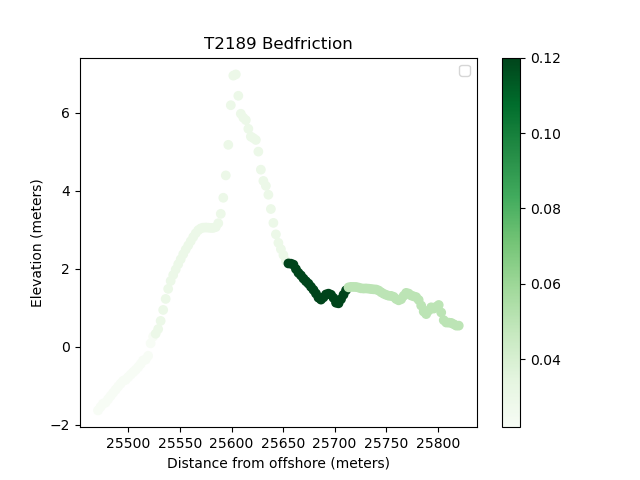 T2189 Bedfriction
Elevation (meters)
6
4
2
0
−2
25500 25550 25600 25650 25700 25750 25800
Distance from offshore (meters)
0.12
0.10
0.08
0.06
0.04